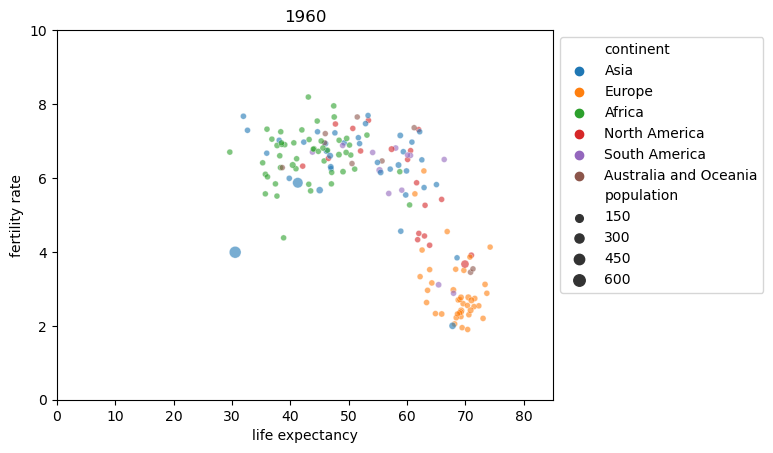 1960
10
8
6
4
2
0
fertility rate
0 10 20 30 40 50 60 70 80
life expectancy
continent
Asia
Europe
Africa
North America
South America
Australia and Oceania
population
150
300
450
600